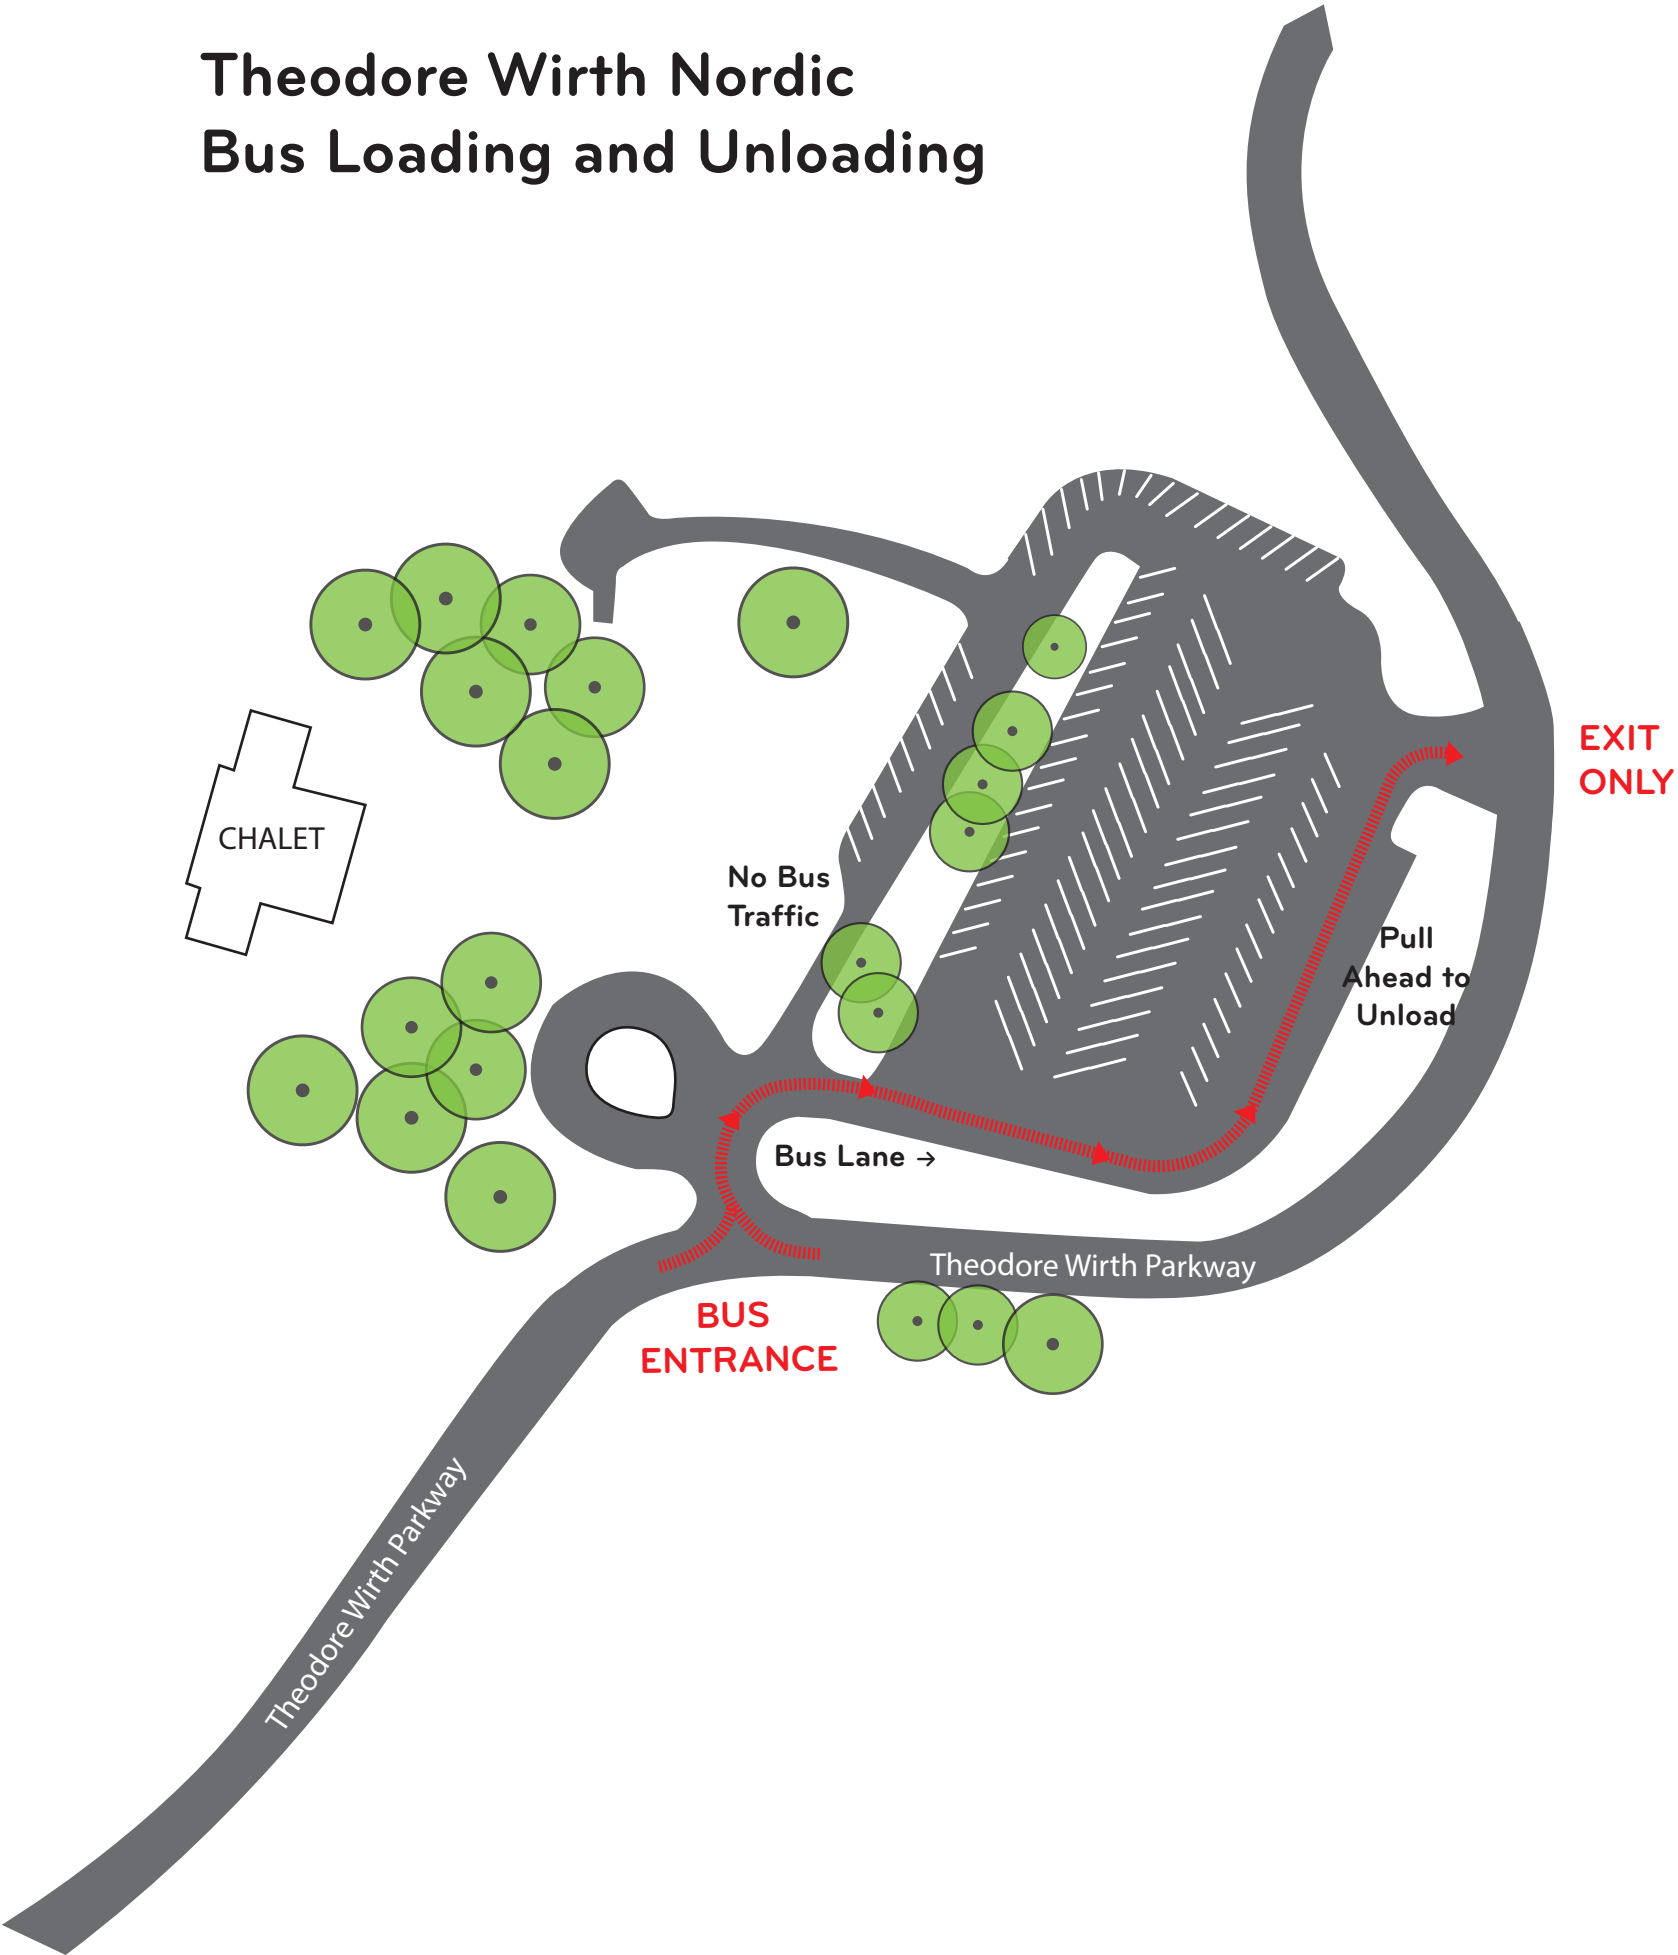 Theodore Wirth Nordic
Bus Loading and Unloading
EXIT
ONLY
CHALET
No Bus
Traffic
Pull
Ahead to
Unload
Bus Lane →
Theodore Wirth Parkway
BUS
ENTRANCE
Theodore Wirth Parkway